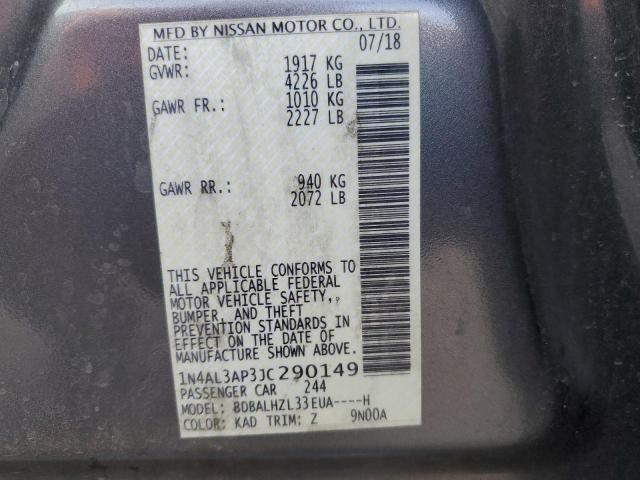 MFD BY NISSAN MOTOR CO., LTD.
DATE: 07/18
GVWR: 1917 KG
4226 LB
GAWR FR.: 1010 KG
2227 LB
GAWR RR.: 940 KG
2072 LB
THIS VEHICLE CONFORMS TO
ALL APPLICABLE FEDERAL
MOTOR VEHICLE SAFETY,
BUMPER, AND THEFT
PREVENTION STANDARDS IN
EFFECT ON THE DATE OF
MANUFACTURE SHOWN ABOVE.
1N4AL3AP3JC290149
PASSENGER CAR 244
MODEL: BDBALHZL33EUA----H
COLOR: KAD TRIM: Z 9N00A